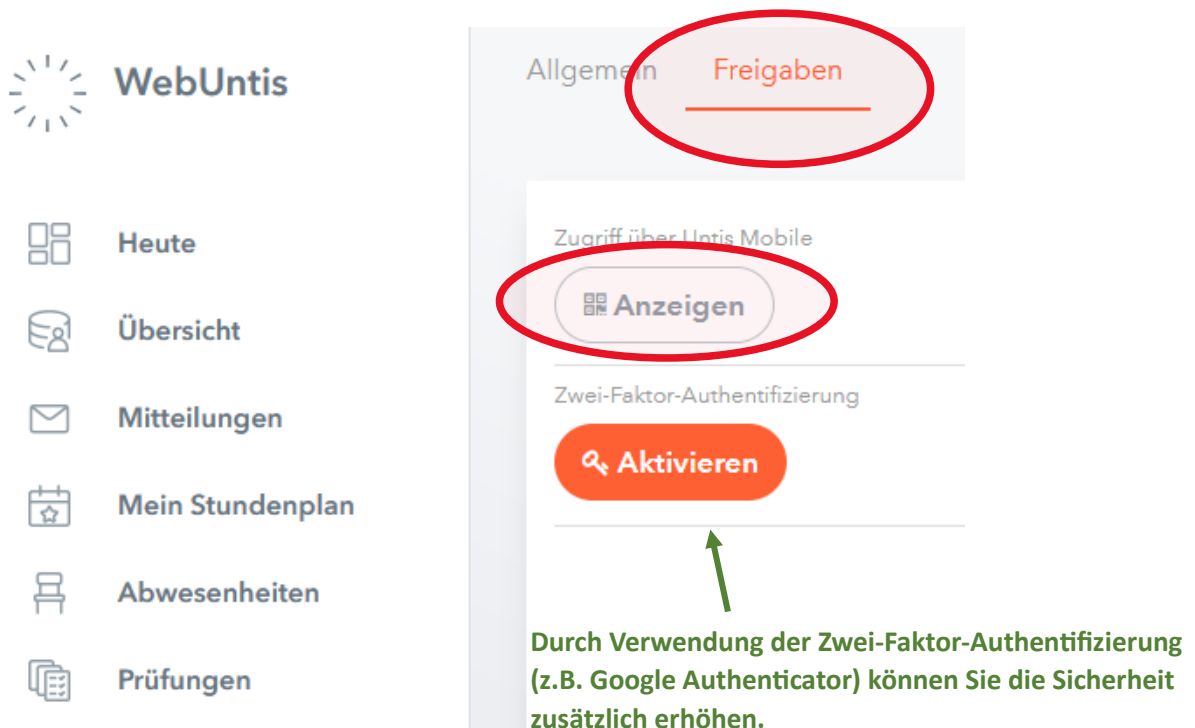 WebUntis
Heute
Übersicht
Mitteilungen
Mein Stundenplan
Abwesenheiten
Prüfungen
Allgemein Freigaben
Zugriff über Untis Mobile
Anzeigen
Zwei-Faktor-Authentifizierung
Aktivieren
Durch Verwendung der Zwei-Faktor-Authentifizierung
(z.B. Google Authenticator) können Sie die Sicherheit
zusätzlich erhöhen.